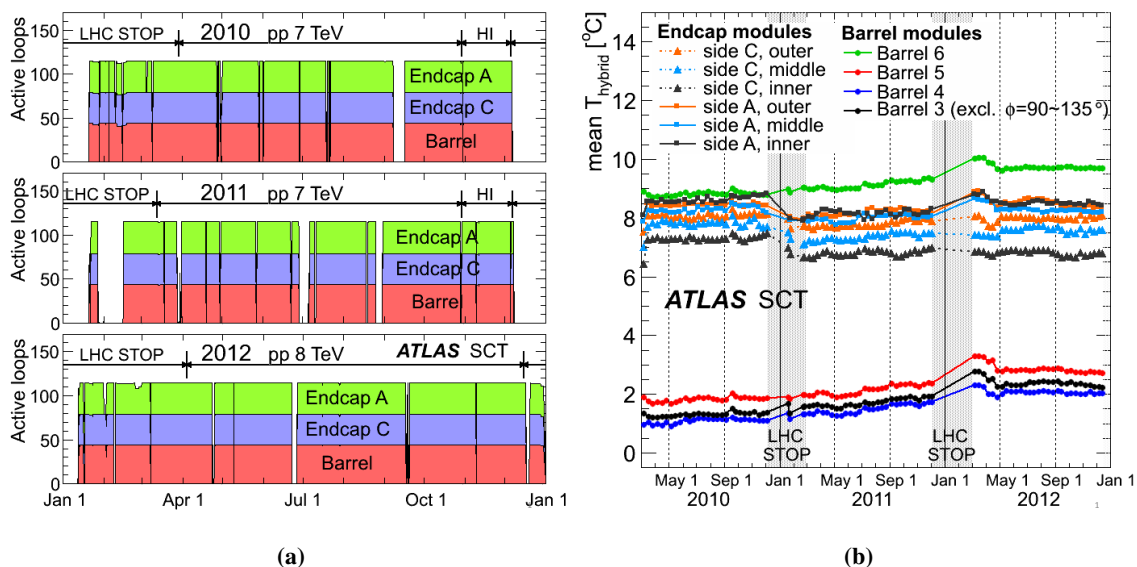 Active loops
150
100
50
0
LHC STOP
2010
pp 7 TeV
HI
Endcap A
Endcap C
Barrel
Active loops
150
100
50
0
LHC STOP
2011
pp 7 TeV
HI
Endcap A
Endcap C
Barrel
Active loops
150
100
50
0
LHC STOP
2012
pp 8 TeV
ATLAS SCT
Endcap A
Endcap C
Barrel
Jan 1
Apr 1
Jul 1
Oct 1
Jan 1
(a)
mean T_hybrid [°C]
14
12
10
8
6
4
2
0
Endcap modules
side C, outer
side C, middle
side C, inner
side A, outer
side A, middle
side A, inner
Barrel modules
Barrel 6
Barrel 5
Barrel 4
Barrel 3 (excl. ϕ=90~135°)
ATLAS SCT
LHC
STOP
LHC
STOP
May 1 Sep 1 Jan 1 May 1 Sep 1 Jan 1 May 1 Sep 1 Jan 1
2010 2011 2012
1
(b)